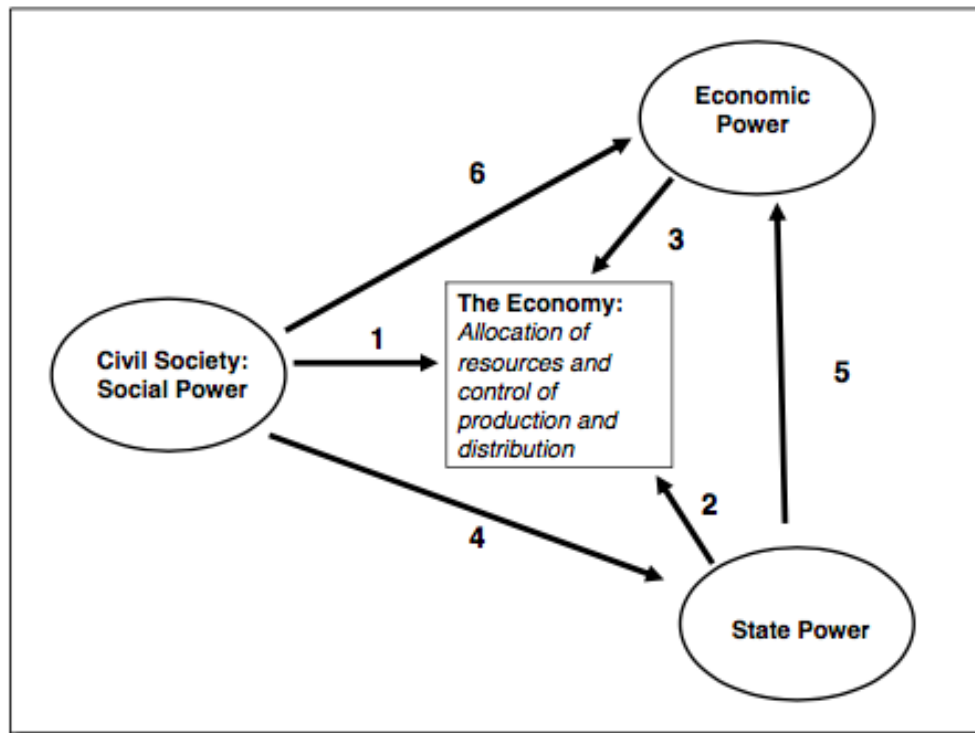 Economic
Power
6
3
The Economy:
Allocation of
resources and
control of
production and
distribution
1
Civil Society:
Social Power
5
2
4
State Power